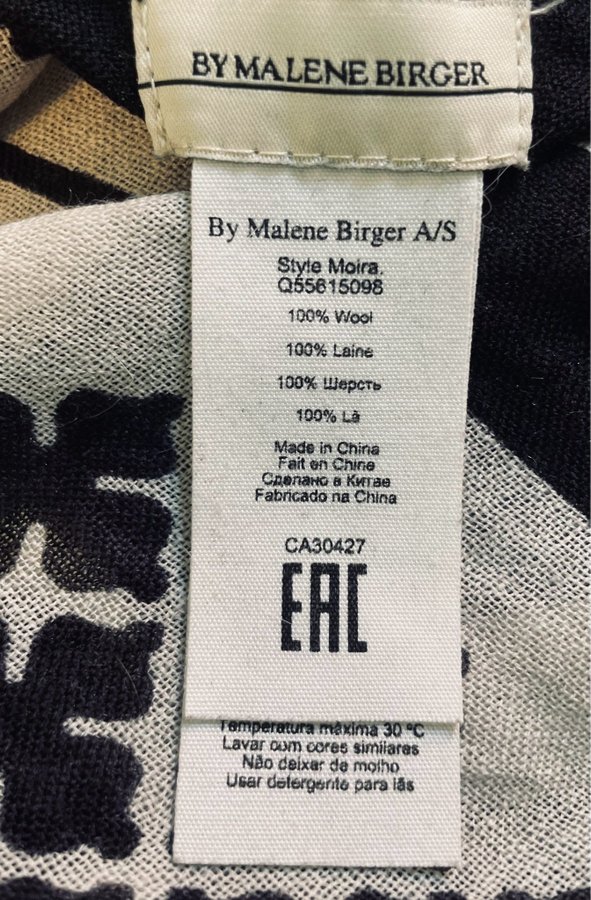 BY MALENE BIRGER
By Malene Birger A/S
Style Moira.
Q55615098
100% Wool
100% Laine
100% Шерсть
100% Lã
Made in China
Fait en Chine
Сделано в Китае
Fabricado na China
CA30427
EAC
Temperatura máxima 30 ºC
Lavar com cores similares
Não deixar de molho
Usar detergente para lãs